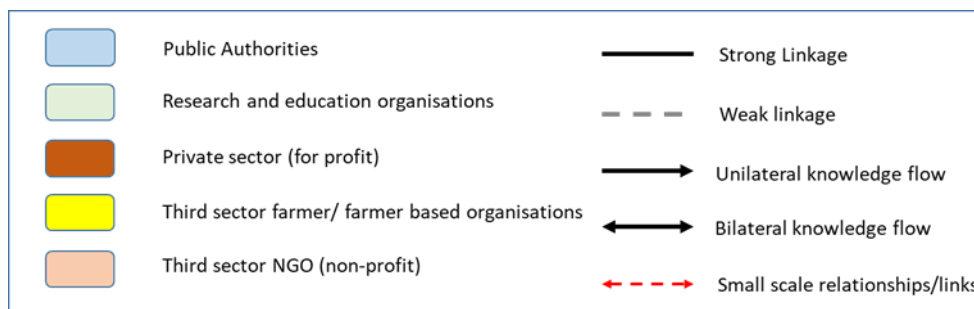 Public Authorities
Research and education organisations
Private sector (for profit)
Third sector farmer/ farmer based organisations
Third sector NGO (non-profit)
Strong Linkage
Weak linkage
Unilateral knowledge flow
Bilateral knowledge flow
Small scale relationships/links